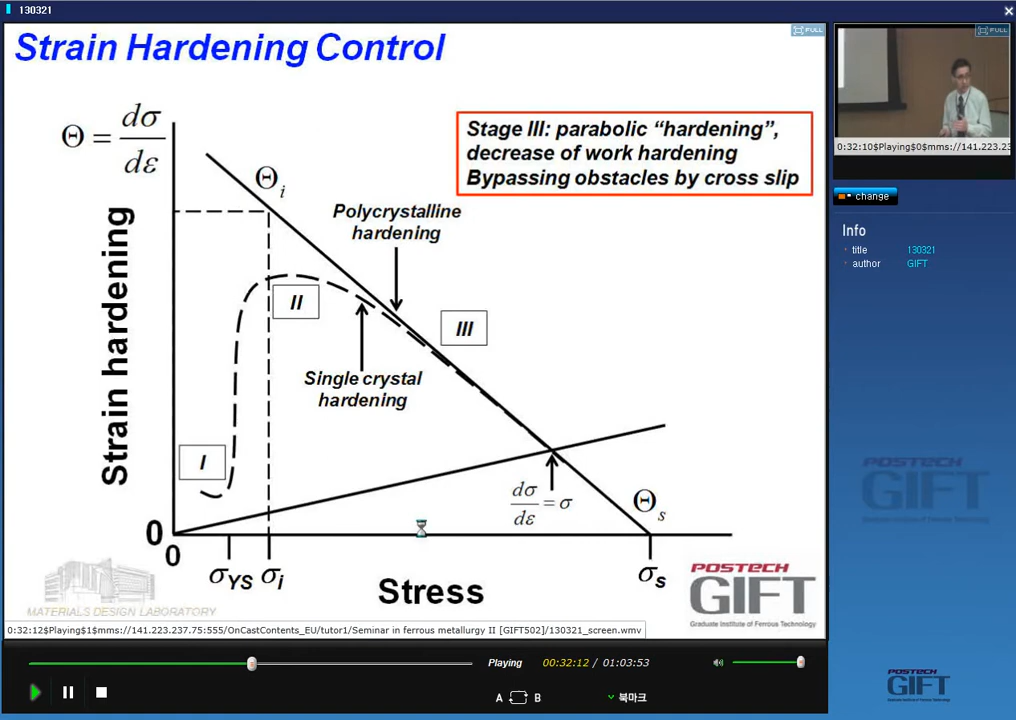 130321
Strain Hardening Control
FULL
FULL
Θ = dσ/dε
Stage III: parabolic “hardening”,
decrease of work hardening
Bypassing obstacles by cross slip
0:32:10$Playing$0$mms://141.223.23
change
Info
title 130321
author GIFT
Θi
Polycrystalline
hardening
Strain hardening
II
III
Single crystal
hardening
I
dσ/dε = σ
Θs
0
0
σYS
σi
σs
Stress
MATERIALS DESIGN LABORATORY
POSTECH
GIFT
Graduate Institute of Ferrous Technology
POSTECH
GIFT
0:32:12$Playing$1$mms://141.223.237.75:555/OnCastContents_EU/tutor1/Seminar in ferrous metallurgy II [GIFT502]/130321_screen.wmv
Playing
00:32:12 / 01:03:53
A B
북마크
POSTECH
GIFT